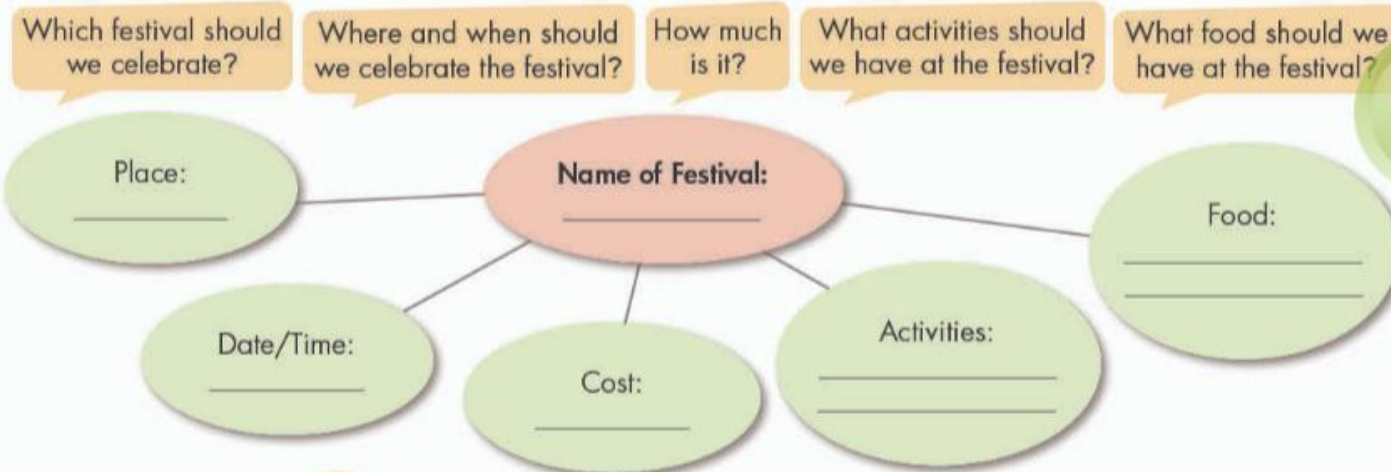 Which festival should
we celebrate?
Where and when should
we celebrate the festival?
How much
is it?
What activities should
we have at the festival?
What food should we
have at the festival?
Place:
Name of Festival:
Food:
Date/Time:
Cost:
Activities: